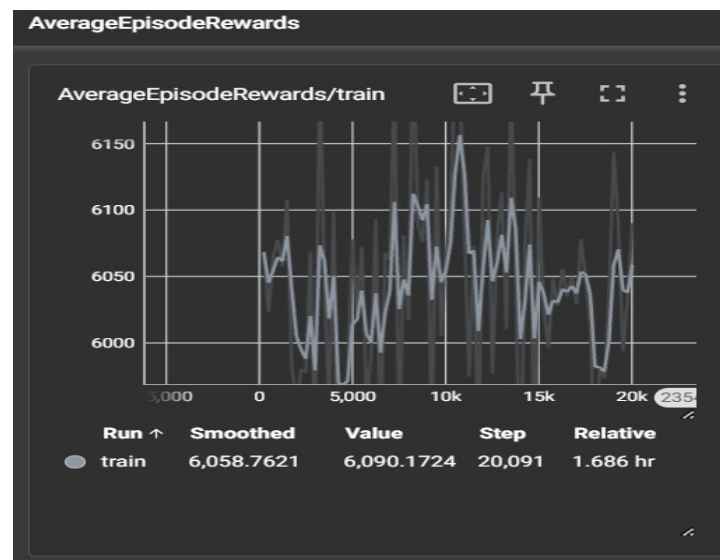 AverageEpisodeRewards
AverageEpisodeRewards/train
6150
6100
6050
6000
5,000 0 5,000 10k 15k 20k 2354
Run ↑ Smoothed Value Step Relative
train 6,058.7621 6,090.1724 20,091 1.686 hr